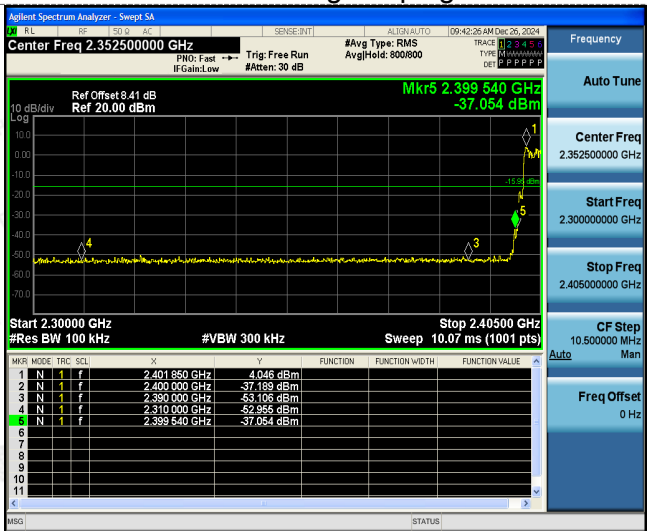 Agilent Spectrum Analyzer - Swept SA
RL RF 50 Ω AC SENSE:INT ALIGN AUTO 09:42:26 AM Dec 26, 2024
Center Freq 2.352500000 GHz
PNO: Fast
IFGain:Low
Trig: Free Run
#Atten: 30 dB
#Avg Type: RMS
Avg|Hold: 800/800
TRACE 1 2 3 4 5 6
TYPE M W W W W W
DET P P P P P P
Ref Offset 8.41 dB
10 dB/div Ref 20.00 dBm
Log
Mkr5 2.399 540 GHz
-37.054 dBm
10.0
0.00
-10.0
-20.0
-30.0
-40.0
-50.0
-60.0
-70.0
1
-15.95 dBm
5
4
3
Start 2.30000 GHz Stop 2.40500 GHz
#Res BW 100 kHz #VBW 300 kHz Sweep 10.07 ms (1001 pts)
MKR MODE TRC SCL X Y FUNCTION FUNCTION WIDTH FUNCTION VALUE
1 N 1 f 2.401 850 GHz 4.046 dBm
2 N 1 f 2.400 000 GHz -37.189 dBm
3 N 1 f 2.390 000 GHz -53.106 dBm
4 N 1 f 2.310 000 GHz -52.955 dBm
5 N 1 f 2.399 540 GHz -37.054 dBm
6
7
8
9
10
11
MSG STATUS
Frequency
Auto Tune
Center Freq
2.352500000 GHz
Start Freq
2.300000000 GHz
Stop Freq
2.405000000 GHz
CF Step
10.500000 MHz
Auto Man
Freq Offset
0 Hz